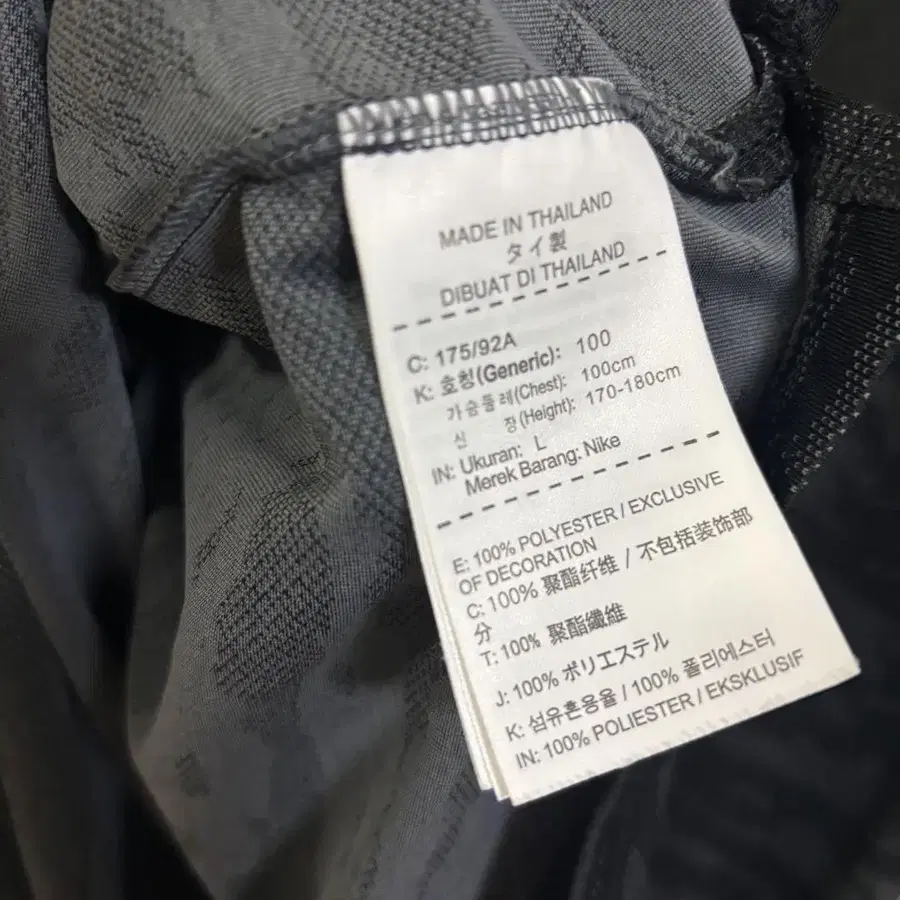 MADE IN THAILAND
タイ製
DIBUAT DI THAILAND
C: 175/92A
K: 호칭(Generic): 100
가슴둘레(Chest): 100cm
신 장(Height): 170-180cm
IN: Ukuran: L
Merek Barang: Nike
E: 100% POLYESTER / EXCLUSIVE
OF DECORATION
C: 100% 聚酯纤维 / 不包括装饰部
分
T: 100% 聚酯纖維
J: 100% ポリエステル
K: 섬유혼용율 / 100% 폴리에스터
IN: 100% POLIESTER / EKSKLUSIF